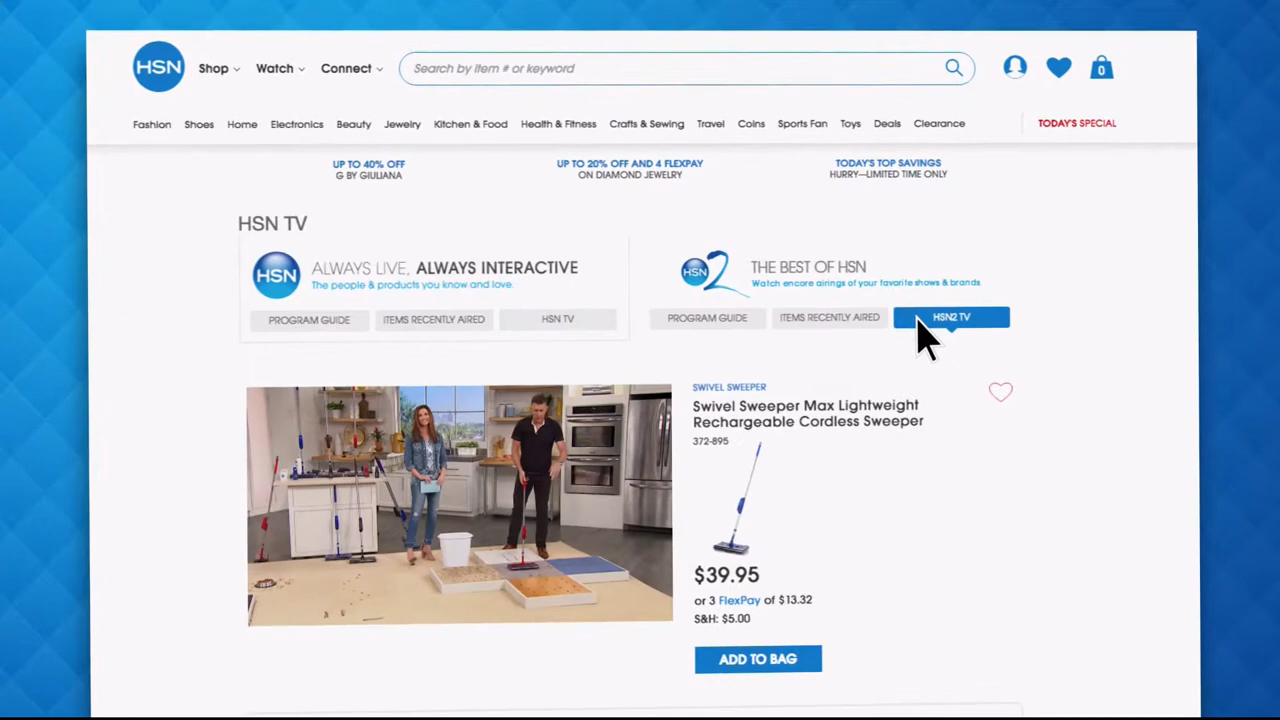 HSN
Shop
Watch
Connect
Search by item # or keyword
0
Fashion
Shoes
Home
Electronics
Beauty
Jewelry
Kitchen & Food
Health & Fitness
Crafts & Sewing
Travel
Coins
Sports Fan
Toys
Deals
Clearance
TODAY'S SPECIAL
UP TO 40% OFF
G BY GIULIANA
UP TO 20% OFF AND 4 FLEXPAY
ON DIAMOND JEWELRY
TODAY'S TOP SAVINGS
HURRY—LIMITED TIME ONLY
HSN TV
HSN
ALWAYS LIVE, ALWAYS INTERACTIVE
The people & products you know and love.
PROGRAM GUIDE
ITEMS RECENTLY AIRED
HSN TV
HSN 2
THE BEST OF HSN
Watch encore airings of your favorite shows & brands
PROGRAM GUIDE
ITEMS RECENTLY AIRED
HSN2 TV
SWIVEL SWEEPER
Swivel Sweeper Max Lightweight
Rechargeable Cordless Sweeper
372-895
$39.95
or 3 FlexPay of $13.32
S&H: $5.00
ADD TO BAG